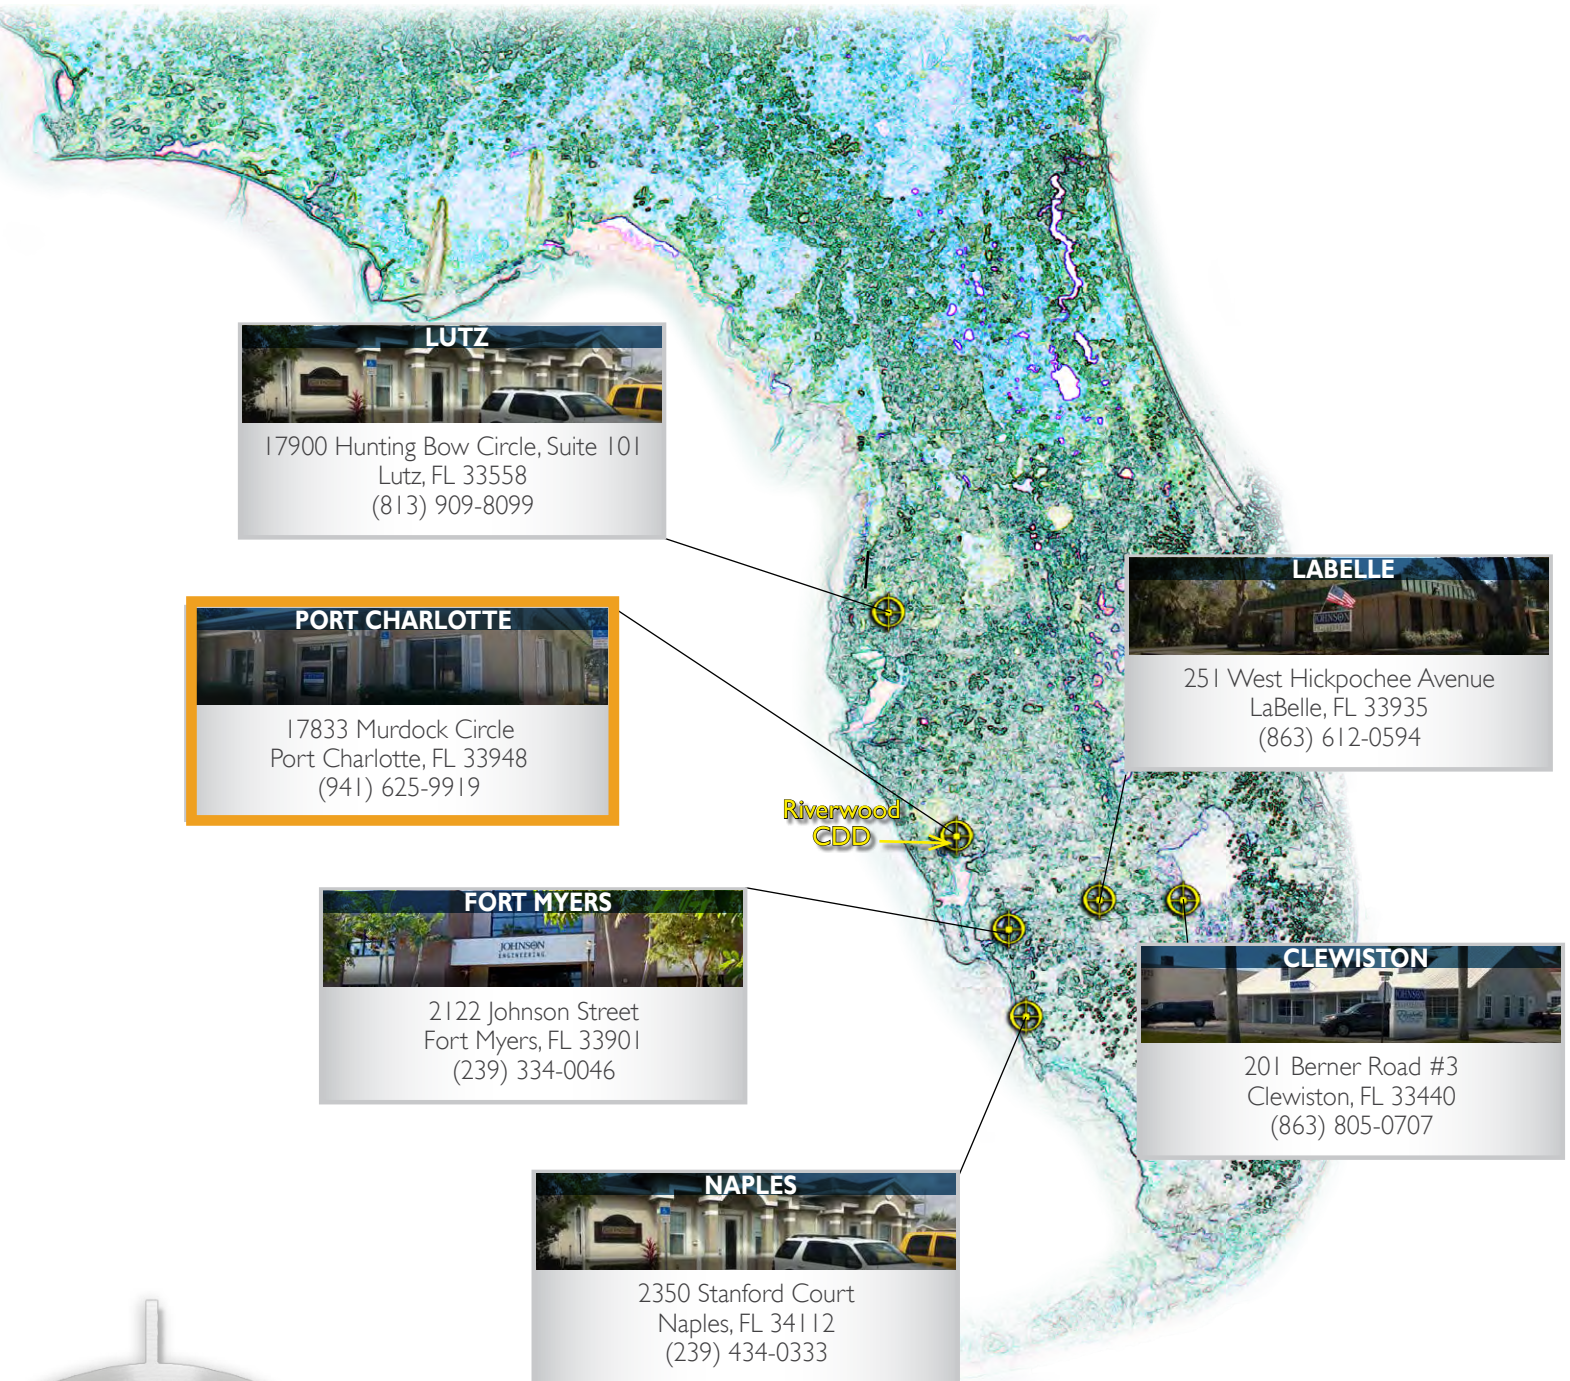 LUTZ
17900 Hunting Bow Circle, Suite 101
Lutz, FL 33558
(813) 909-8099
PORT CHARLOTTE
17833 Murdock Circle
Port Charlotte, FL 33948
(941) 625-9919
LABELLE
JOHNSON
251 West Hickpochee Avenue
LaBelle, FL 33935
(863) 612-0594
Riverwood
CDD
FORT MYERS
JOHNSON
ENGINEERING
2122 Johnson Street
Fort Myers, FL 33901
(239) 334-0046
CLEWISTON
JOHNSON
201 Berner Road #3
Clewiston, FL 33440
(863) 805-0707
NAPLES
2350 Stanford Court
Naples, FL 34112
(239) 434-0333